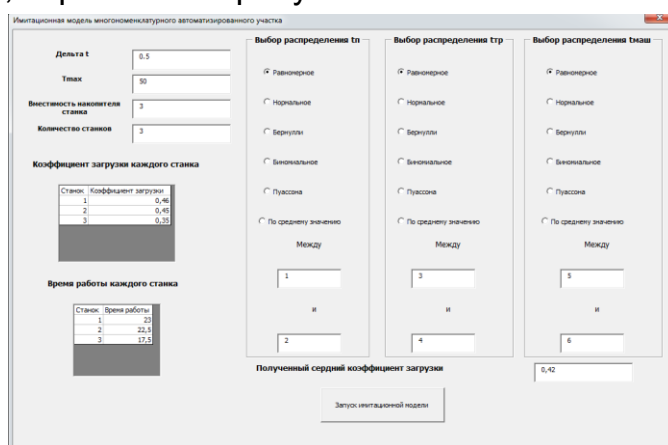 Имитационная модель многономенклатурного автоматизированного участка
Дельта t
0.5
Tmax
50
Вместимость накопителя
станка
3
Количество станков
3
Коэффициент загрузки каждого станка
Станок Коэффициент загрузки
1 0,46
2 0,45
3 0,35
Время работы каждого станка
Станок Время работы
1 23
2 22,5
3 17,5
Выбор распределения tп
Равномерное
Нормальное
Бернулли
Биномиальное
Пуассона
По среднему значению
Между
1
и
2
Выбор распределения tтр
Равномерное
Нормальное
Бернулли
Биномиальное
Пуассона
По среднему значению
Между
3
и
4
Выбор распределения tмаш
Равномерное
Нормальное
Бернулли
Биномиальное
Пуассона
По среднему значению
Между
5
и
6
Полученный сердний коэффициент загрузки
0,42
Запуск имитационной модели